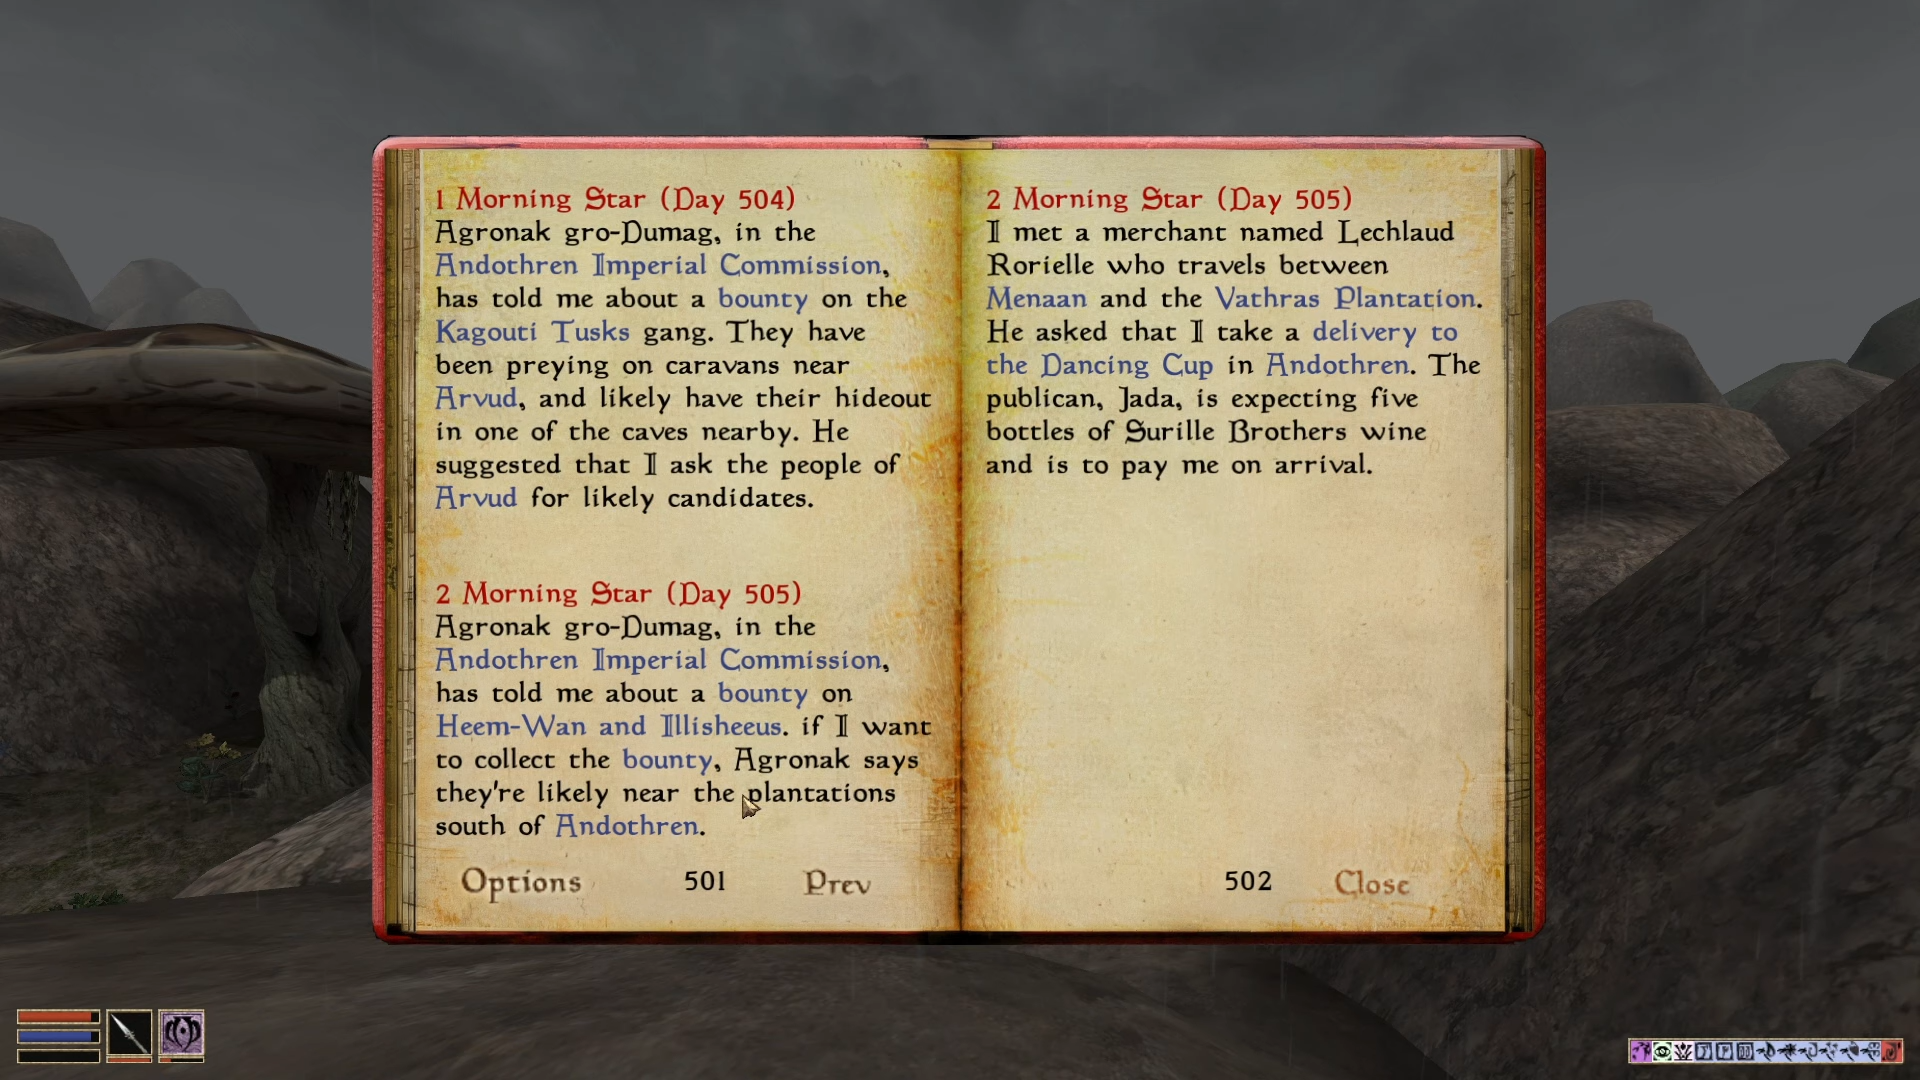 1 Morning Star (Day 504)
Agronak gro-Dumag, in the
Andothren Imperial Commission,
has told me about a bounty on the
Kagouti Tusks gang. They have
been preying on caravans near
Arvud, and likely have their hideout
in one of the caves nearby. He
suggested that I ask the people of
Arvud for likely candidates.
2 Morning Star (Day 505)
Agronak gro-Dumag, in the
Andothren Imperial Commission,
has told me about a bounty on
Heem-Wan and Illisheeus. if I want
to collect the bounty, Agronak says
they're likely near the plantations
south of Andothren.
Options 501 Prev
2 Morning Star (Day 505)
I met a merchant named Lechlaud
Rorielle who travels between
Menaan and the Vathras Plantation.
He asked that I take a delivery to
the Dancing Cup in Andothren. The
publican, Jada, is expecting five
bottles of Surille Brothers wine
and is to pay me on arrival.
502 Close